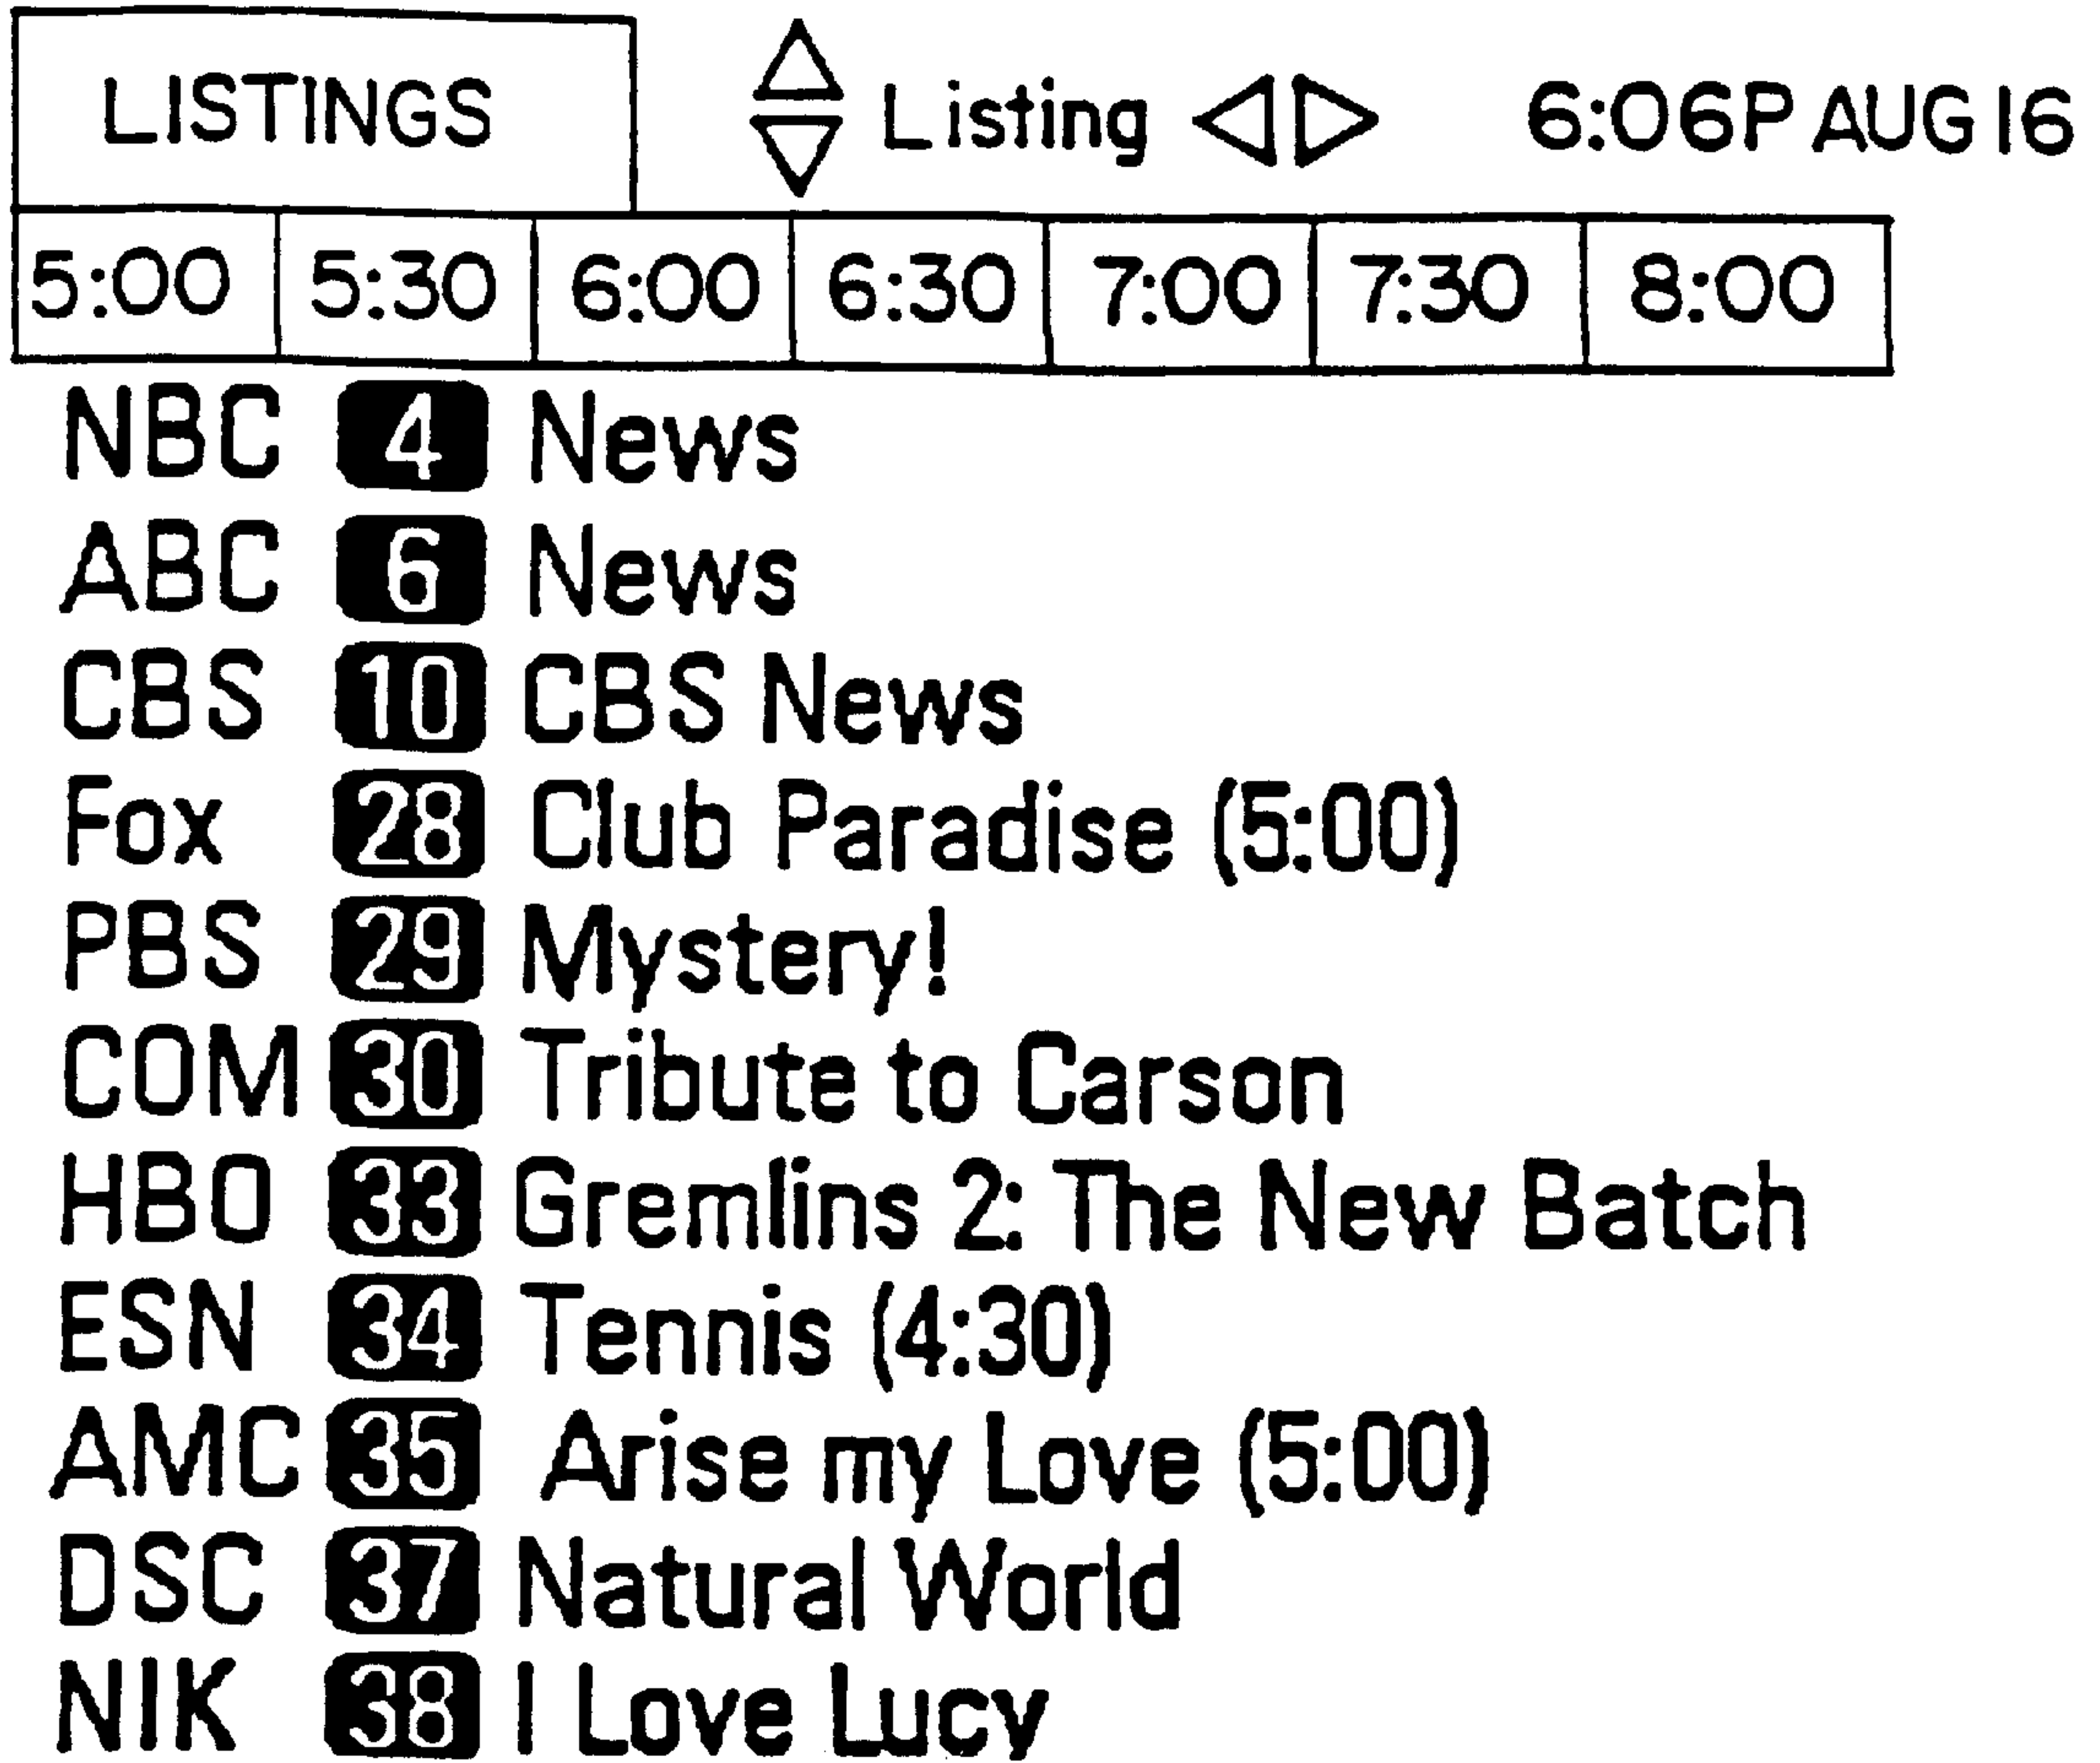 LISTINGS Listing 6:06P AUG 16
5:00 5:30 6:00 6:30 7:00 7:30 8:00
NBC 4 News
ABC 6 News
CBS 10 CBS News
Fox 28 Club Paradise (5:00)
PBS 29 Mystery!
COM 30 Tribute to Carson
HBO 33 Gremlins 2: The New Batch
ESN 34 Tennis (4:30)
AMC 35 Arise my Love (5:00)
DSC 37 Natural World
NIK 38 I Love Lucy